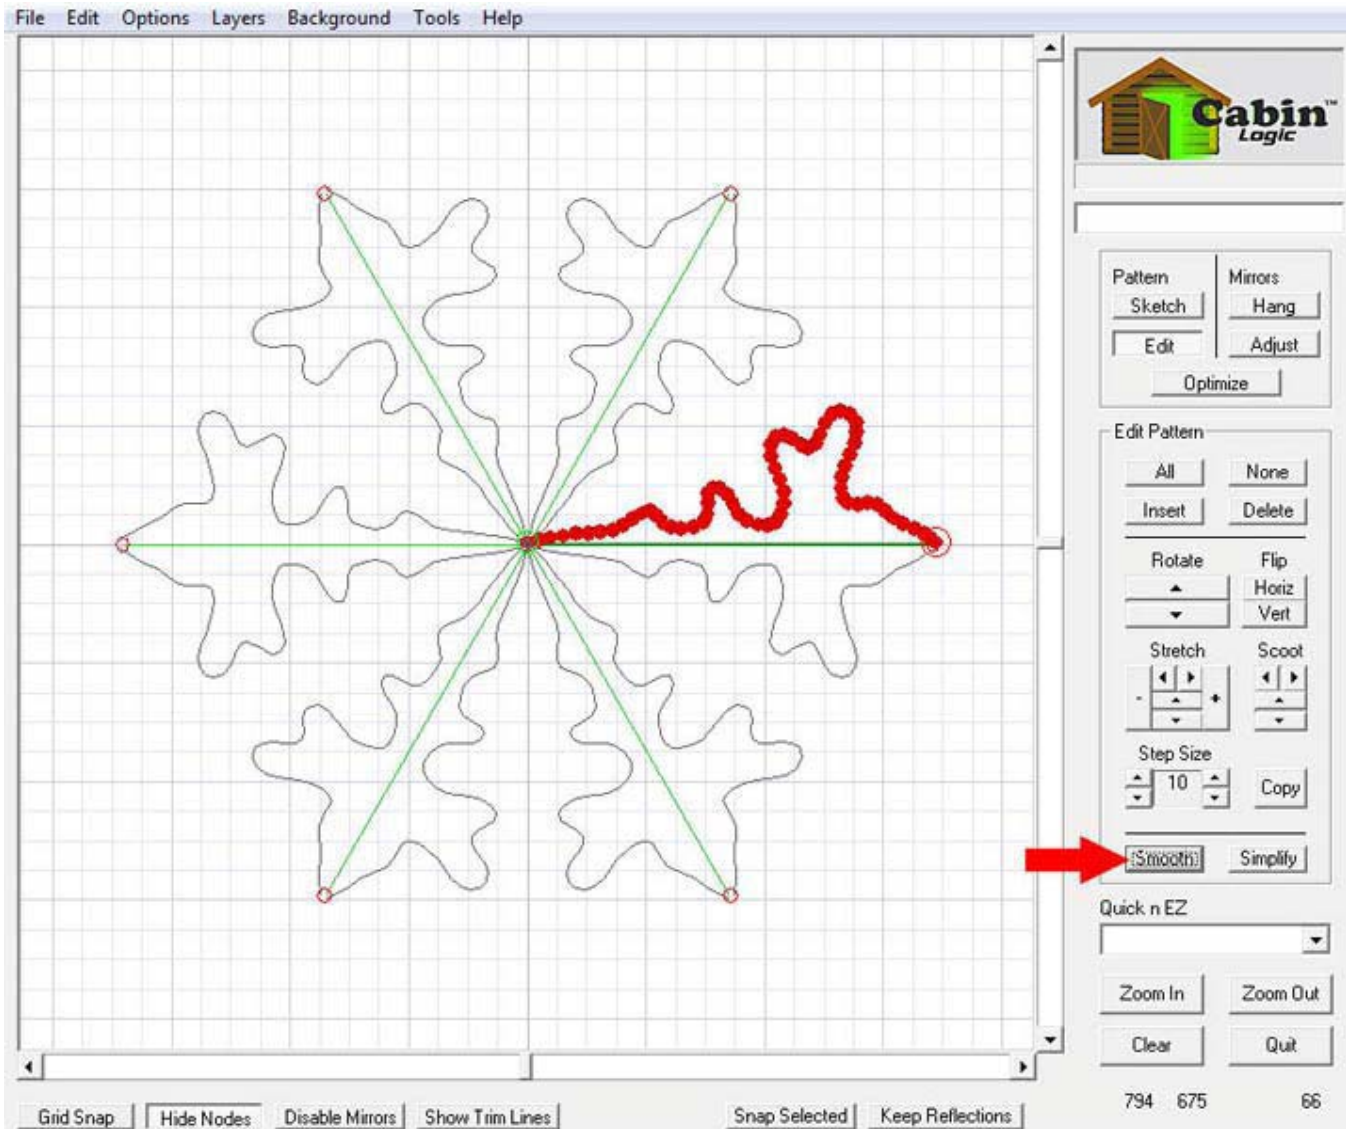 File Edit Options Layers Background Tools Help
Cabin™
Logic
Pattern Mirrors
Sketch Hang
Edit Adjust
Optimize
Edit Pattern
All None
Insert Delete
Rotate Flip
Horiz
Vert
Stretch Scoot
- +
Step Size
10 Copy
Smooth Simplify
Quick n EZ
Zoom In Zoom Out
Clear Quit
794 675 66
Grid Snap Hide Nodes Disable Mirrors Show Trim Lines Snap Selected Keep Reflections